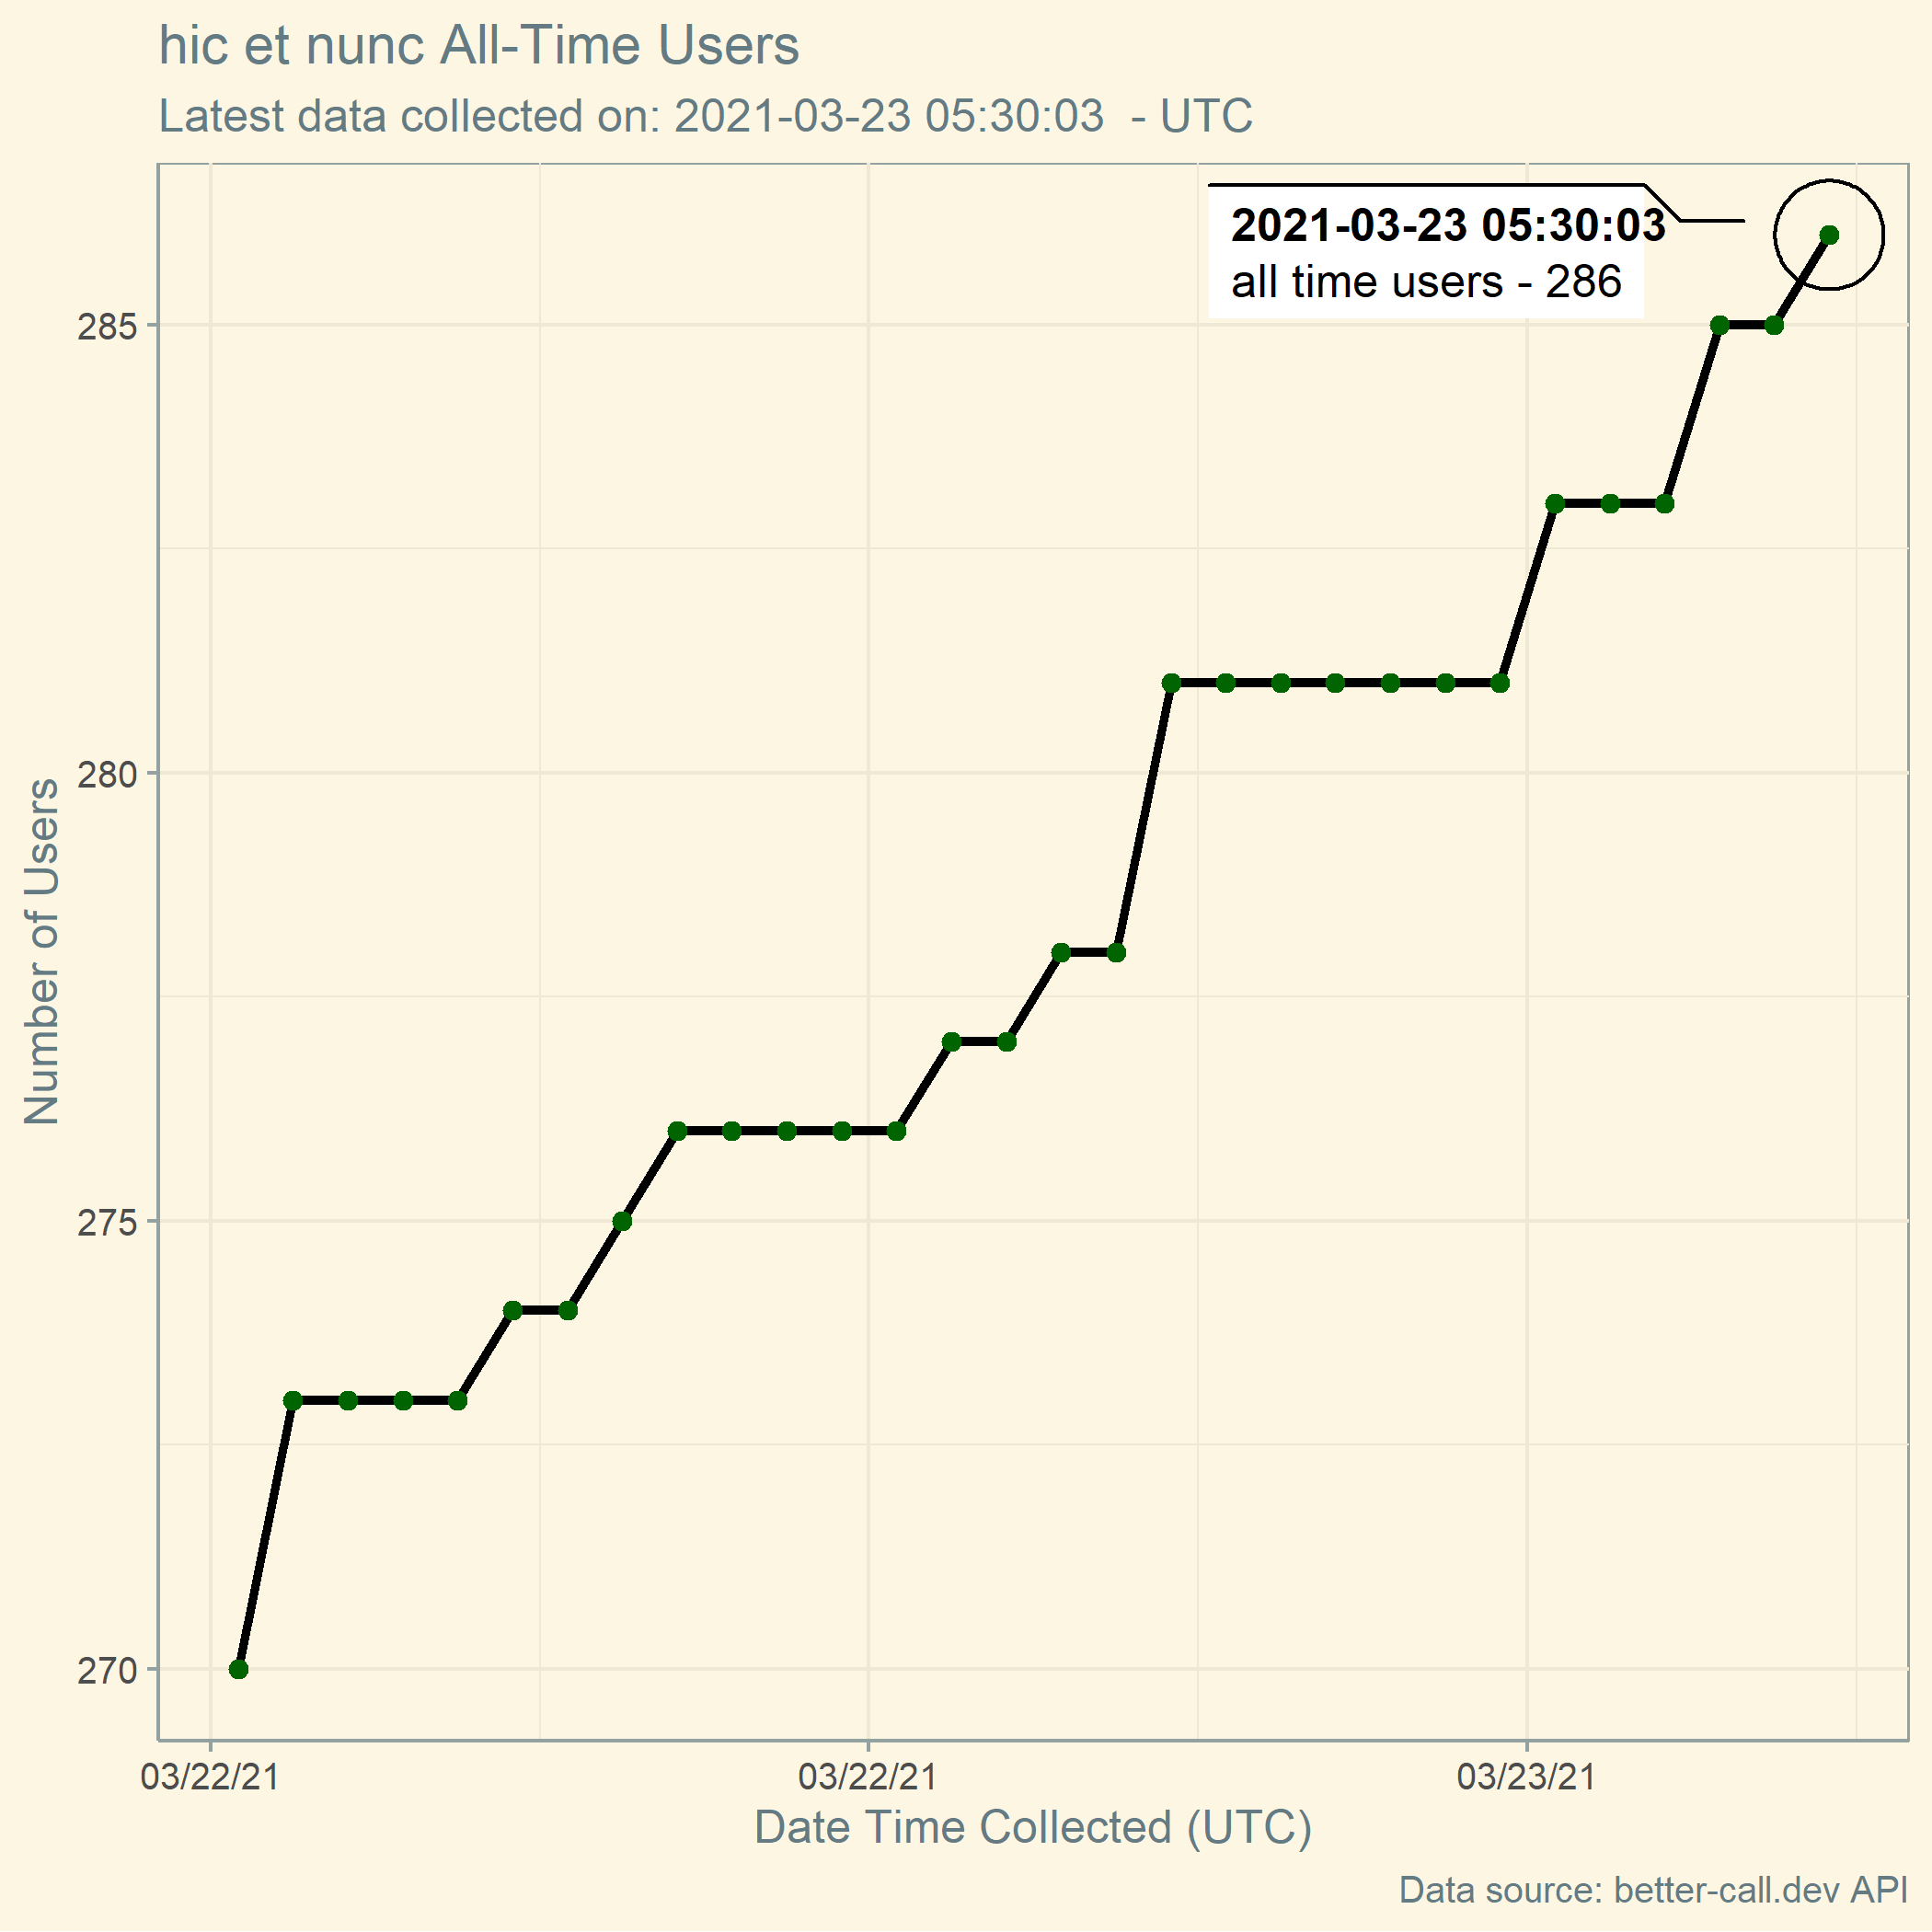 hic et nunc All-Time Users
Latest data collected on: 2021-03-23 05:30:03  - UTC
2021-03-23 05:30:03
all time users - 286
285
280
275
270
Number of Users
03/22/21
03/22/21
03/23/21
Date Time Collected (UTC)
Data source: better-call.dev API